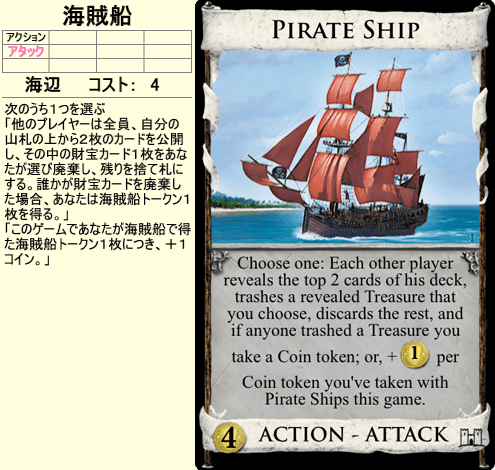 海賊船
アクション
アタック
海辺 コスト： 4
次のうち１つを選ぶ
「他のプレイヤーは全員、自分の
山札の上から２枚のカードを公開
し、その中の財宝カード１枚をあな
たが選び廃棄し、残りを捨て札に
する。誰かが財宝カードを廃棄し
た場合、あなたは海賊船トークン１
枚を得る。」
「このゲームであなたが海賊船で得
た海賊船トークン１枚につき、＋１
コイン。」
PIRATE SHIP
Choose one: Each other player
reveals the top 2 cards of his deck,
trashes a revealed Treasure that
you choose, discards the rest, and
if anyone trashed a Treasure you
take a Coin token; or, + 1 per
Coin token you've taken with
Pirate Ships this game.
4 ACTION - ATTACK